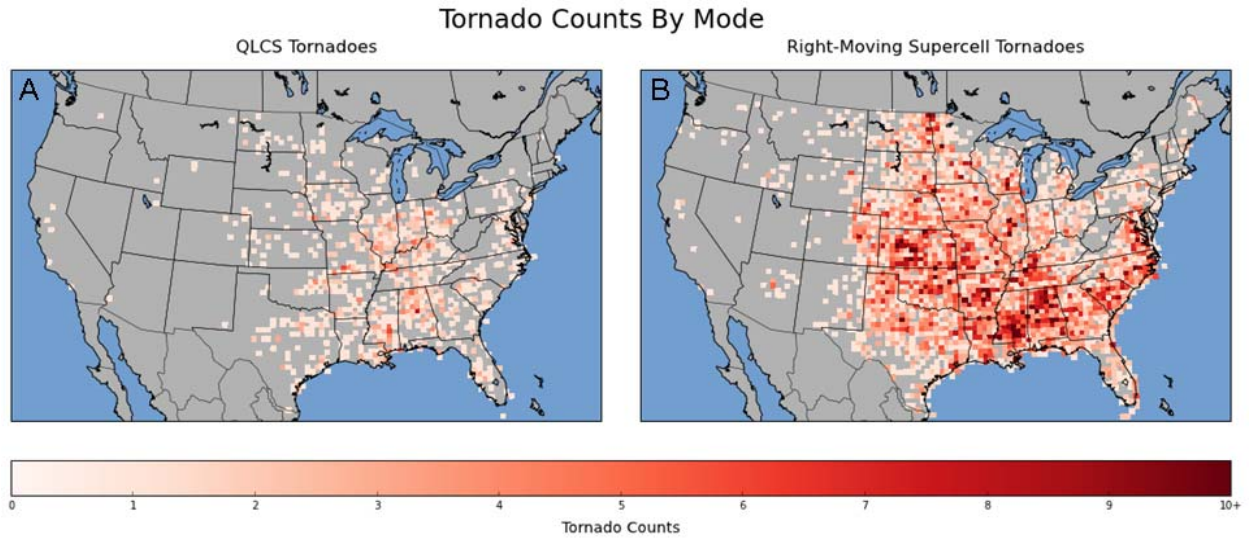 Tornado Counts By Mode
QLCS Tornadoes
Right-Moving Supercell Tornadoes
A
B
0 1 2 3 4 5 6 7 8 9 10+
Tornado Counts